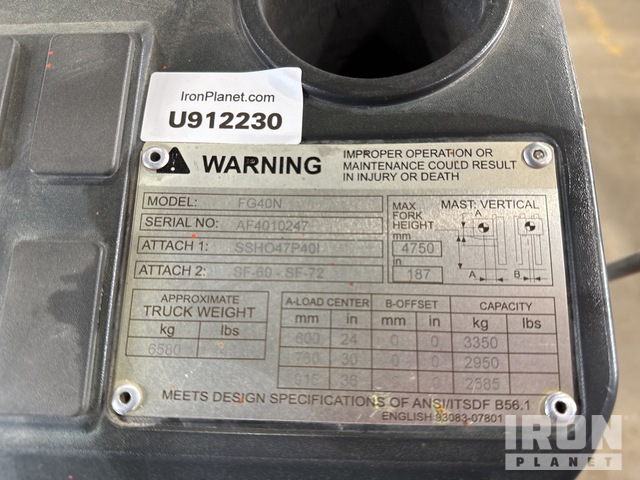 IronPlanet.com
U912230
WARNING
IMPROPER OPERATION OR
MAINTENANCE COULD RESULT
IN INJURY OR DEATH
MODEL: FG40N
SERIAL NO: AF4010247
ATTACH 1: SSHO47P40I
ATTACH 2: SF-60 - SF-72
MAX
FORK
HEIGHT
mm
4750
in
187
MAST: VERTICAL
A
A B
APPROXIMATE
TRUCK WEIGHT
kg lbs
6580
A-LOAD CENTER B-OFFSET CAPACITY
mm in mm in kg lbs
600 24 0 0 3350
760 30 0 0 2950
915 36 0 0 2585
MEETS DESIGN SPECIFICATIONS OF ANSI/ITSDF B56.1
ENGLISH 93083-07801
IRON
PLANET